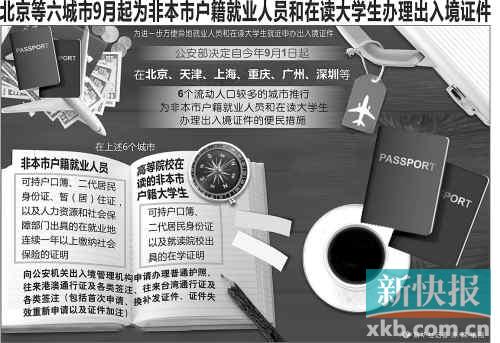 北京等六城市9月起为非本市户籍就业人员和在读大学生办理出入境证件
为进一步方便异地就业人员和在读大学生就近申办出入境证件
公安部决定自今年9月1日起
在北京、天津、上海、重庆、广州、深圳等
6个流动人口较多的城市推行
为非本市户籍就业人员和在读大学生
办理出入境证件的便民措施
在上述6个城市
非本市户籍就业人员
可持户口簿、二代居民
身份证、暂（居）住证，
以及人力资源和社会保
障部门出具的在就业地
连续一年以上缴纳社会
保险的证明
高等院校在
读的非本市
户籍大学生
可持户口簿、
二代居民身份证
以及就读院校出
具的在学证明
向公安机关出入境管理机构申请办理普通护照、
往来港澳通行证及各类签注、往来台湾通行证及
各类签注（包括首次申请、换补发证件、证件失
效重新申请以及证件加注）
PASSPORT
PASSPORT
新快报
xkb.com.cn